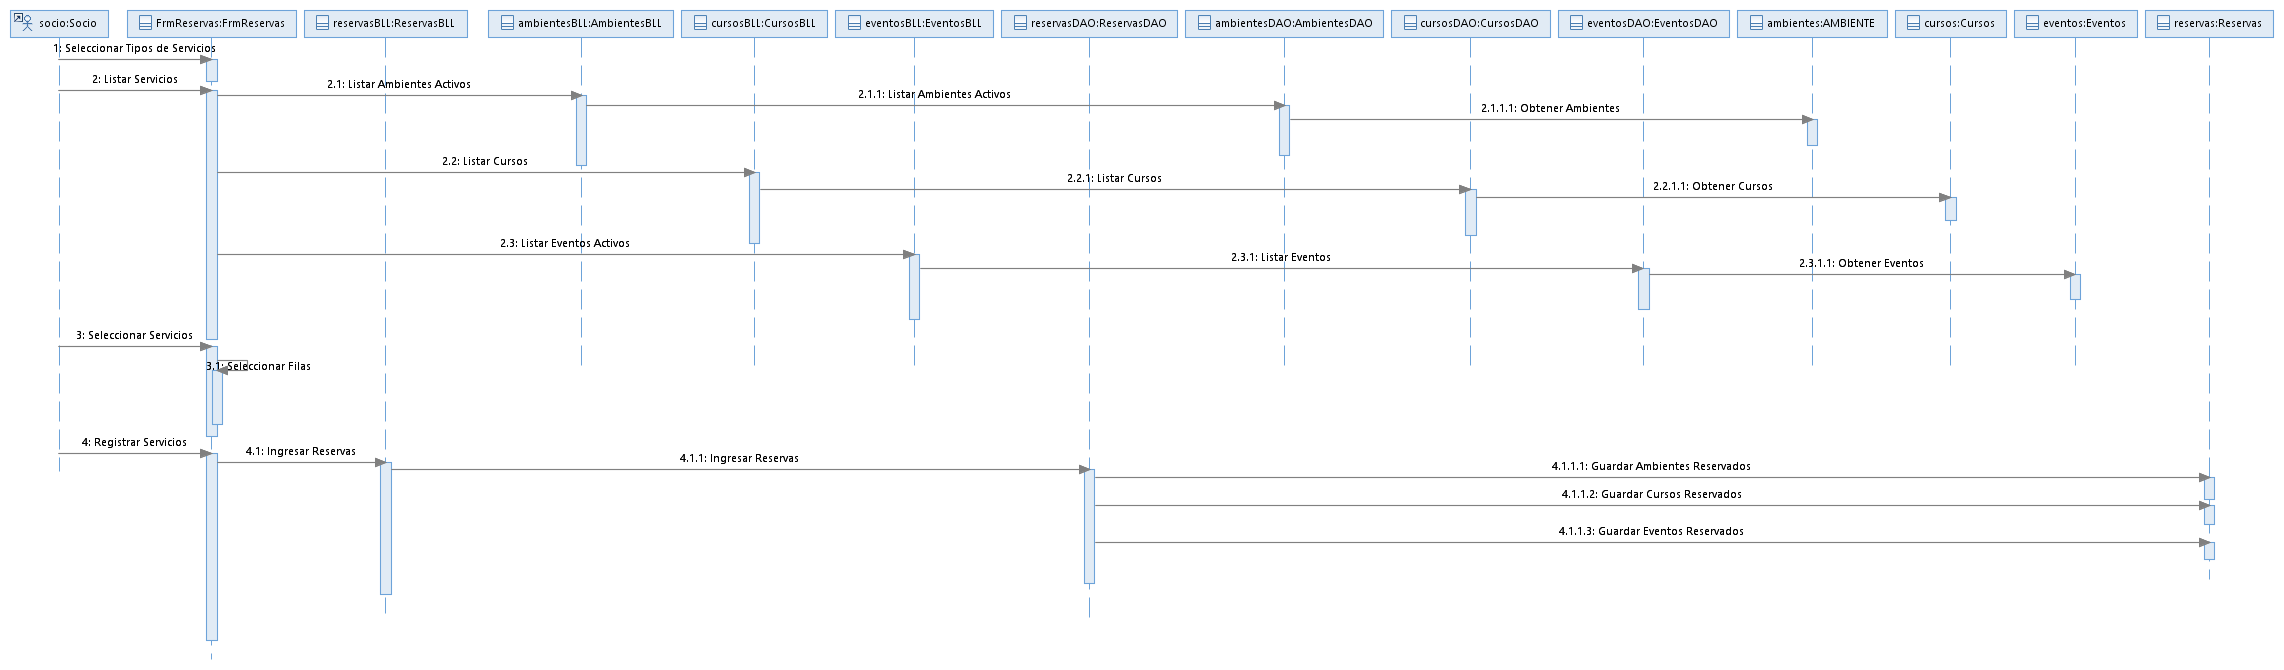 socio:Socio
FrmReservas:FrmReservas
reservasBLL:ReservasBLL
ambientesBLL:AmbientesBLL
cursosBLL:CursosBLL
eventosBLL:EventosBLL
reservasDAO:ReservasDAO
ambientesDAO:AmbientesDAO
cursosDAO:CursosDAO
eventosDAO:EventosDAO
ambientes:AMBIENTE
cursos:Cursos
eventos:Eventos
reservas:Reservas
1: Seleccionar Tipos de Servicios
2: Listar Servicios
2.1: Listar Ambientes Activos
2.1.1: Listar Ambientes Activos
2.1.1.1: Obtener Ambientes
2.2: Listar Cursos
2.2.1: Listar Cursos
2.2.1.1: Obtener Cursos
2.3: Listar Eventos Activos
2.3.1: Listar Eventos
2.3.1.1: Obtener Eventos
3: Seleccionar Servicios
3.1: Seleccionar Filas
4: Registrar Servicios
4.1: Ingresar Reservas
4.1.1: Ingresar Reservas
4.1.1.1: Guardar Ambientes Reservados
4.1.1.2: Guardar Cursos Reservados
4.1.1.3: Guardar Eventos Reservados